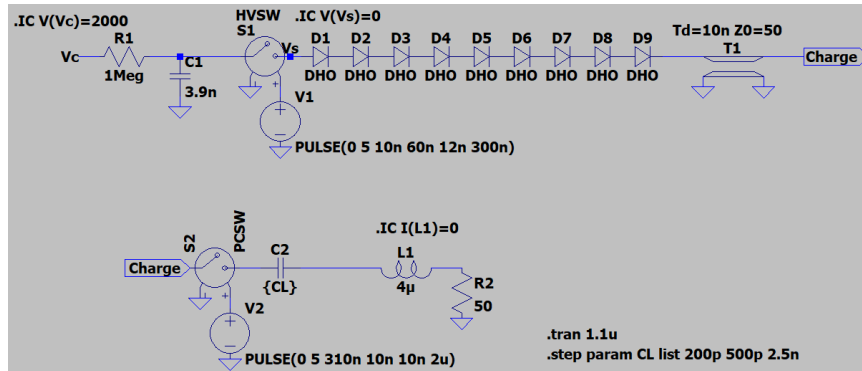 .IC V(Vc)=2000
HVSW
.IC V(Vs)=0
R1
S1
Vs
D1 D2 D3 D4 D5 D6 D7 D8 D9
Td=10n Z0=50
T1
Vc
C1
Charge
1Meg
DHO DHO DHO DHO DHO DHO DHO DHO DHO
3.9n
V1
PULSE(0 5 10n 60n 12n 300n)
S2
PCSW
.IC I(L1)=0
C2
L1
Charge
{CL}
4µ
R2
50
V2
.tran 1.1u
PULSE(0 5 310n 10n 10n 2u)
.step param CL list 200p 500p 2.5n